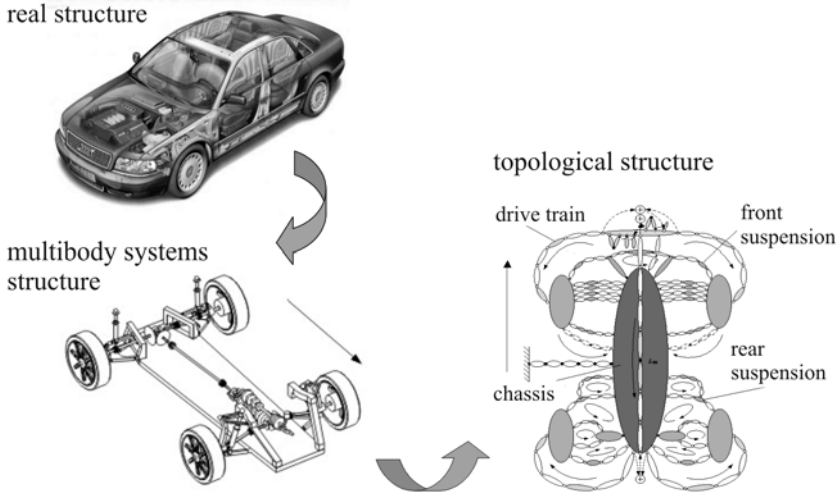 real structure
multibody systems
structure
topological structure
drive train
front
suspension
chassis
rear
suspension